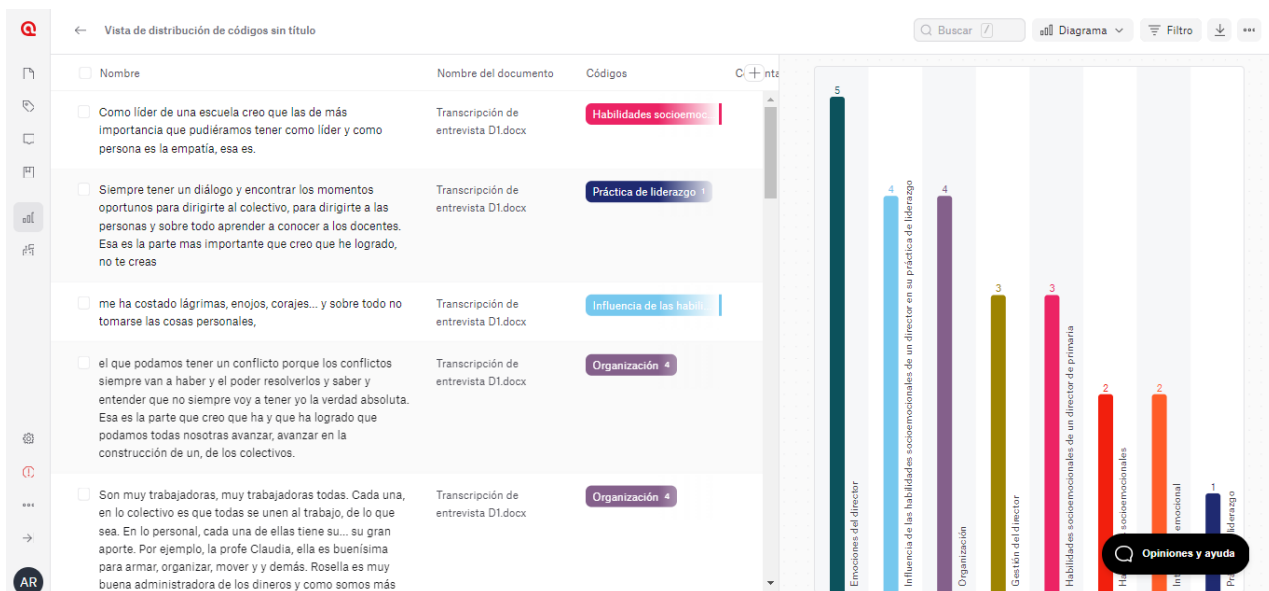 Vista de distribución de códigos sin título
Buscar /
Diagrama
Filtro
Nombre
Nombre del documento
Códigos
Como líder de una escuela creo que las de más
importancia que pudiéramos tener como líder y como
persona es la empatía, esa es.
Transcripción de
entrevista D1.docx
Habilidades socioemoc
Siempre tener un diálogo y encontrar los momentos
oportunos para dirigirte al colectivo, para dirigirte a las
personas y sobre todo aprender a conocer a los docentes.
Esa es la parte mas importante que creo que he logrado,
no te creas
Transcripción de
entrevista D1.docx
Práctica de liderazgo 1
me ha costado lágrimas, enojos, corajes... y sobre todo no
tomarse las cosas personales,
Transcripción de
entrevista D1.docx
Influencia de las habili
el que podamos tener un conflicto porque los conflictos
siempre van a haber y el poder resolverlos y saber y
entender que no siempre voy a tener yo la verdad absoluta.
Esa es la parte que creo que ha y que ha logrado que
podamos todas nosotras avanzar, avanzar en la
construcción de un, de los colectivos.
Transcripción de
entrevista D1.docx
Organización 4
Son muy trabajadoras, muy trabajadoras todas. Cada una,
en lo colectivo es que todas se unen al trabajo, de lo que
sea. En lo personal, cada una de ellas tiene su... su gran
aporte. Por ejemplo, la profe Claudia, ella es buenísima
para armar, organizar, mover y y demás. Rosella es muy
buena administradora de los dineros y como somos más
Transcripción de
entrevista D1.docx
Organización 4
AR
5
Emociones del director
4
Influencia de las habilidades socioemocionales de un director en su práctica de liderazgo
4
Organización
3
Gestión del director
3
Habilidades socioemocionales de un director de primaria
2
socioemocionales
2
emocional
1
liderazgo
Opiniones y ayuda